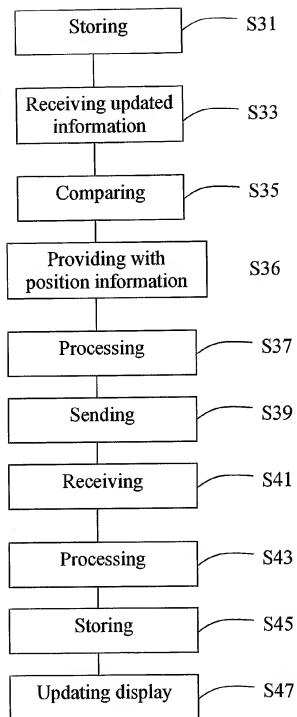 Storing S31
Receiving updated
information S33
Comparing S35
Providing with
position information S36
Processing S37
Sending S39
Receiving S41
Processing S43
Storing S45
Updating display S47